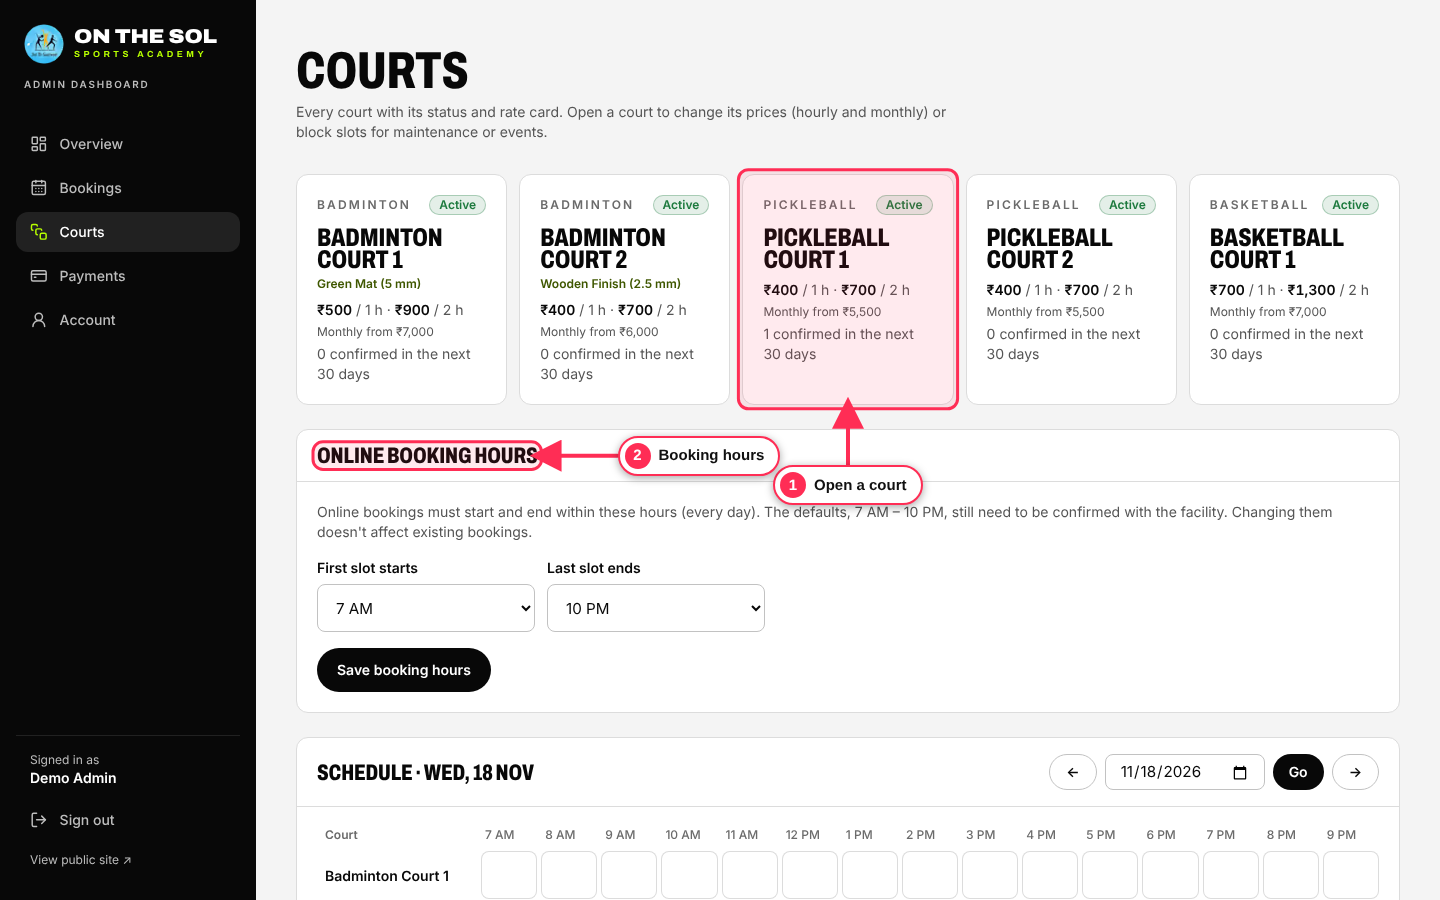 ON THE SOL
SPORTS ACADEMY
ADMIN DASHBOARD
Overview
Bookings
Courts
Payments
Account
Signed in as
Demo Admin
Sign out
View public site ↗
COURTS
Every court with its status and rate card. Open a court to change its prices (hourly and monthly) or
block slots for maintenance or events.
BADMINTON Active
BADMINTON
COURT 1
Green Mat (5 mm)
₹500 / 1 h · ₹900 / 2 h
Monthly from ₹7,000
0 confirmed in the next
30 days
BADMINTON Active
BADMINTON
COURT 2
Wooden Finish (2.5 mm)
₹400 / 1 h · ₹700 / 2 h
Monthly from ₹6,000
0 confirmed in the next
30 days
PICKLEBALL Active
PICKLEBALL
COURT 1
₹400 / 1 h · ₹700 / 2 h
Monthly from ₹5,500
1 confirmed in the next
30 days
PICKLEBALL Active
PICKLEBALL
COURT 2
₹400 / 1 h · ₹700 / 2 h
Monthly from ₹5,500
0 confirmed in the next
30 days
BASKETBALL Active
BASKETBALL
COURT 1
₹700 / 1 h · ₹1,300 / 2 h
Monthly from ₹7,000
0 confirmed in the next
30 days
ONLINE BOOKING HOURS
2 Booking hours
1 Open a court
Online bookings must start and end within these hours (every day). The defaults, 7 AM – 10 PM, still need to be confirmed with the facility. Changing them
doesn't affect existing bookings.
First slot starts Last slot ends
7 AM 10 PM
Save booking hours
SCHEDULE · WED, 18 NOV
← 11/18/2026 Go →
Court 7 AM 8 AM 9 AM 10 AM 11 AM 12 PM 1 PM 2 PM 3 PM 4 PM 5 PM 6 PM 7 PM 8 PM 9 PM
Badminton Court 1